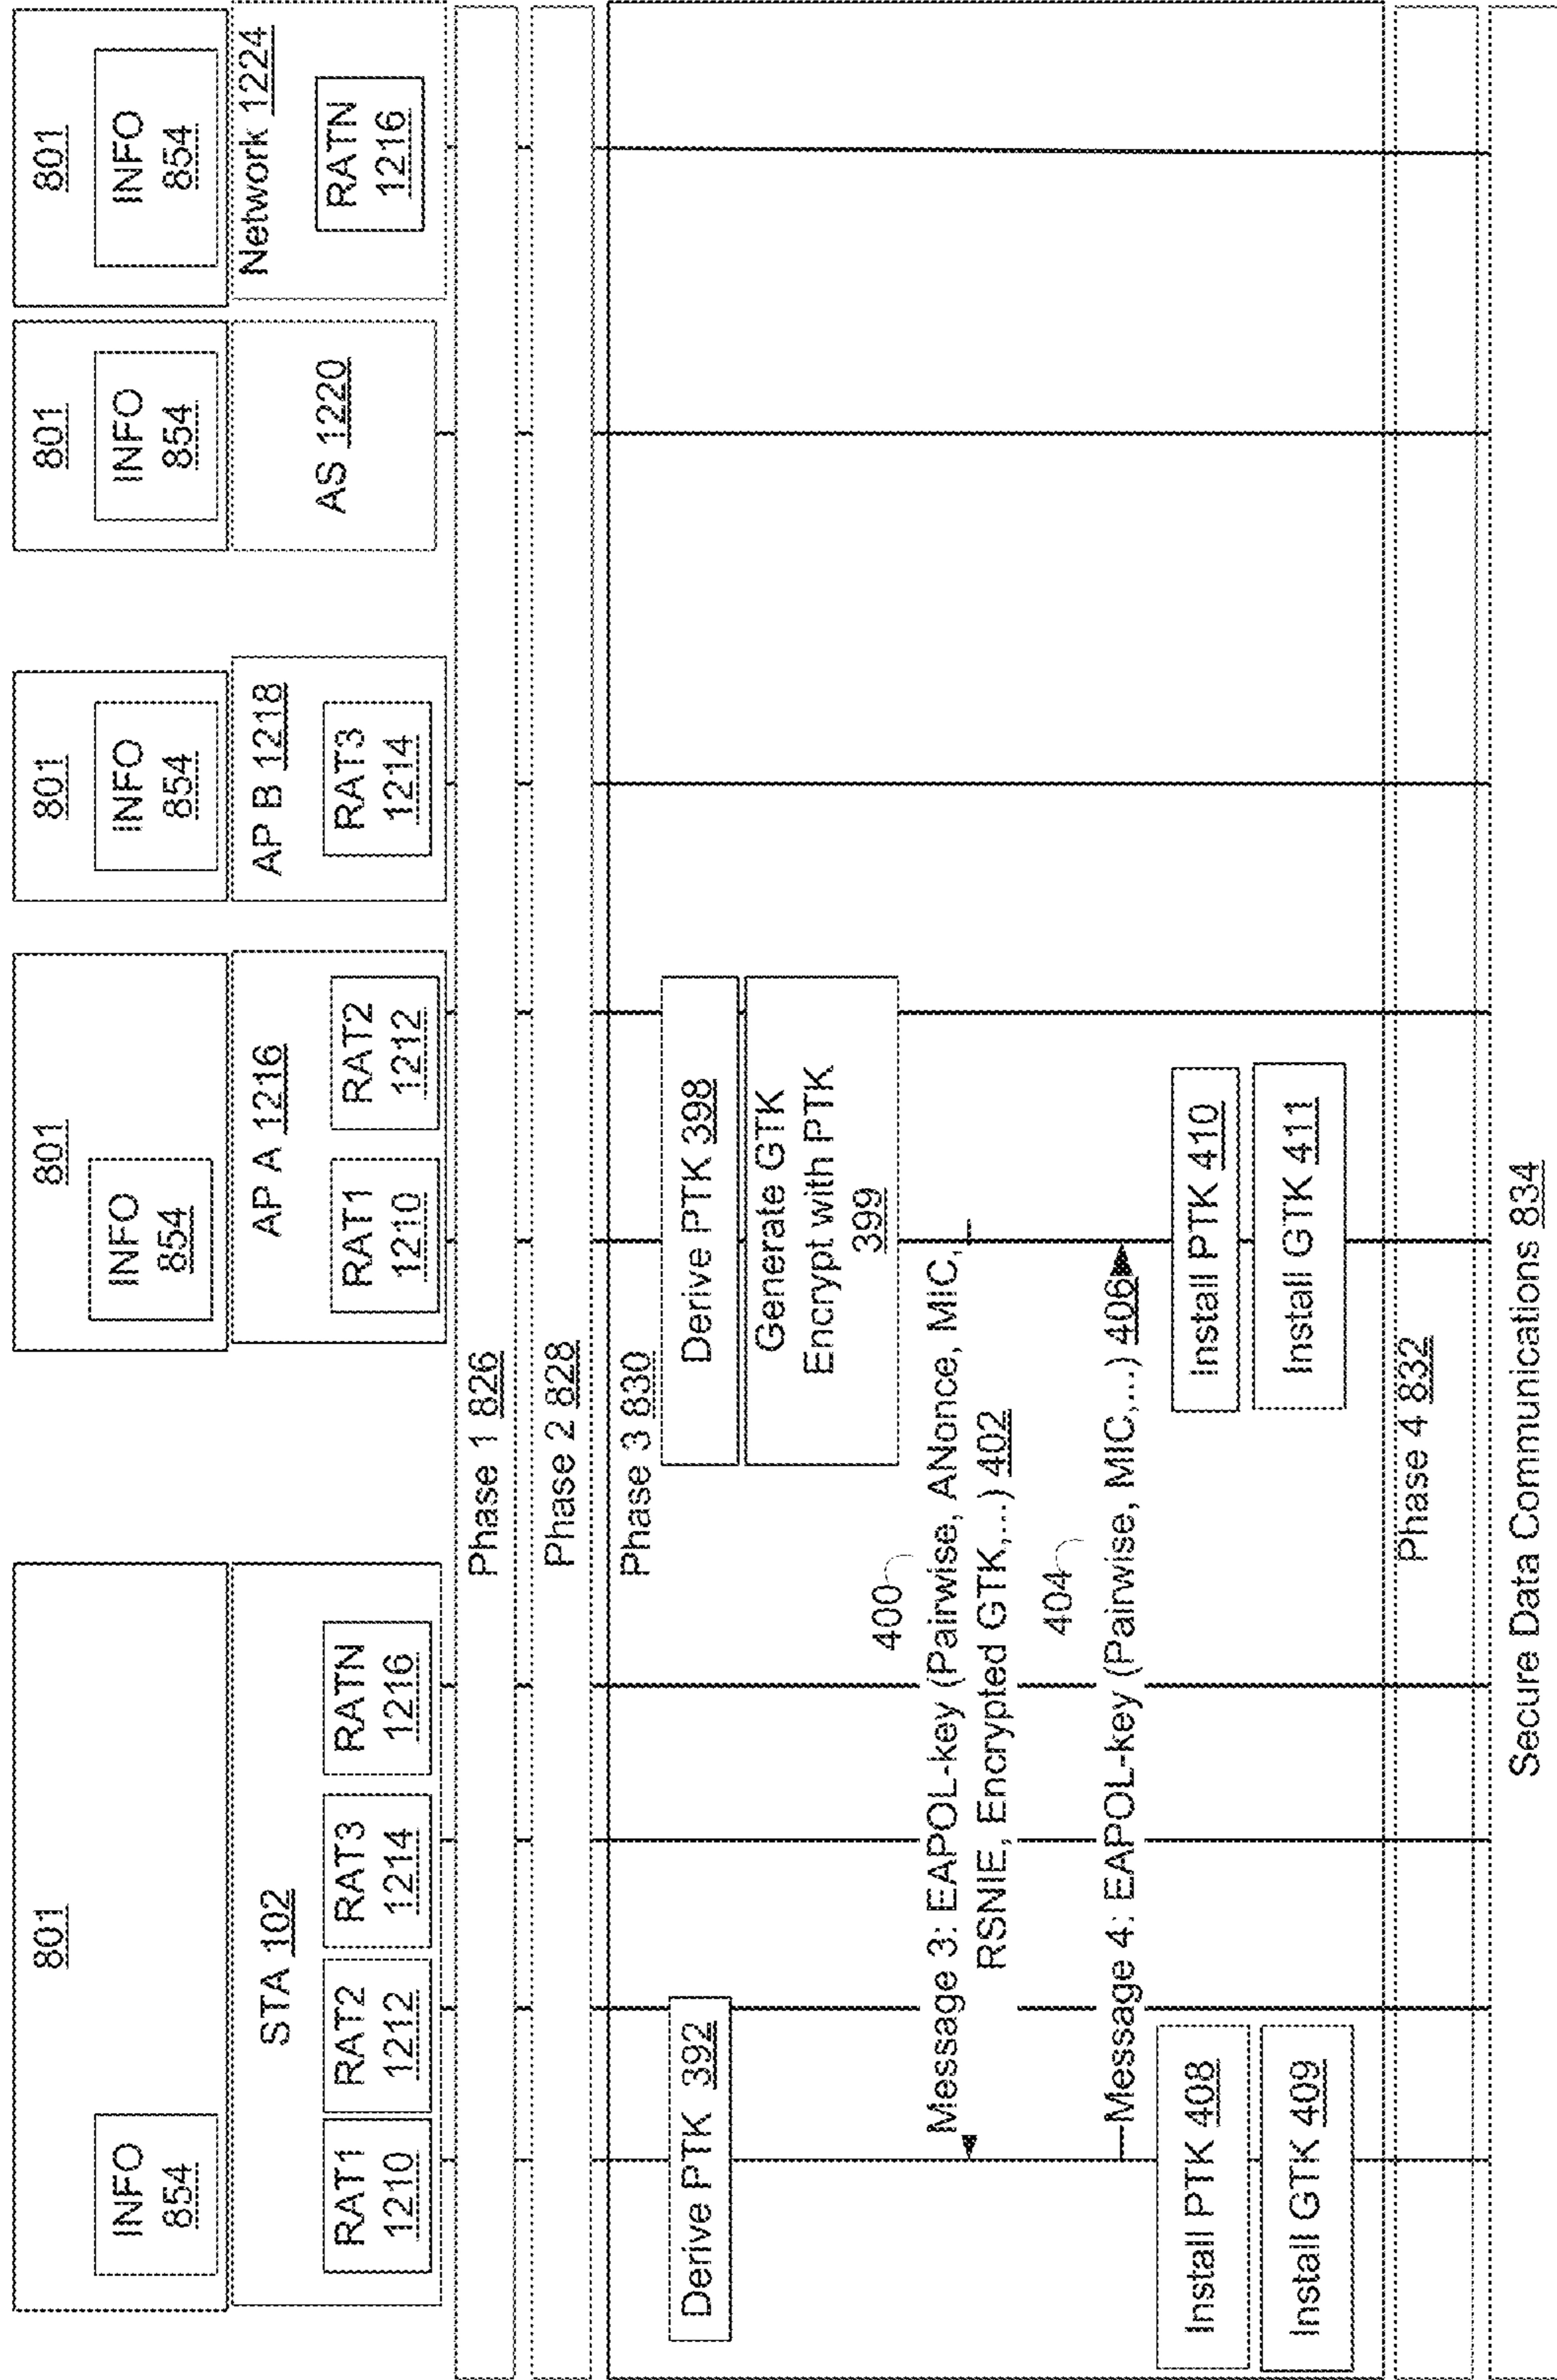 801
INFO
854
801
INFO
854
801
INFO
854
801
INFO
854
801
INFO
854
STA 102
RAT1
1210
RAT2
1212
RAT3
1214
RATN
1216
AP A 1216
RAT1
1210
RAT2
1212
AP B 1218
RAT3
1214
AS 1220
Network 1224
RATN
1216
Phase 1 826
Phase 2 828
Phase 3 830
Derive PTK 392
Derive PTK 398
Generate GTK
Encrypt with PTK
399
400
Message 3: EAPOL-key (Pairwise, ANonce, MIC,
RSNIE, Encrypted GTK,...) 402
404
Message 4: EAPOL-key (Pairwise, MIC,...) 406
Install PTK 408
Install GTK 409
Install PTK 410
Install GTK 411
Phase 4 832
Secure Data Communications 834